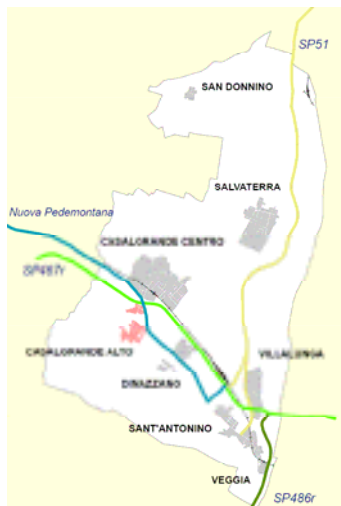 SP51
SAN DONNINO
SALVATERRA
Nuova Pedemontana
CASALGRANDE CENTRO
SP467r
CASALGRANDE ALTO
VILLALUNGA
DINAZZANO
SANT'ANTONINO
VEGGIA
SP486r